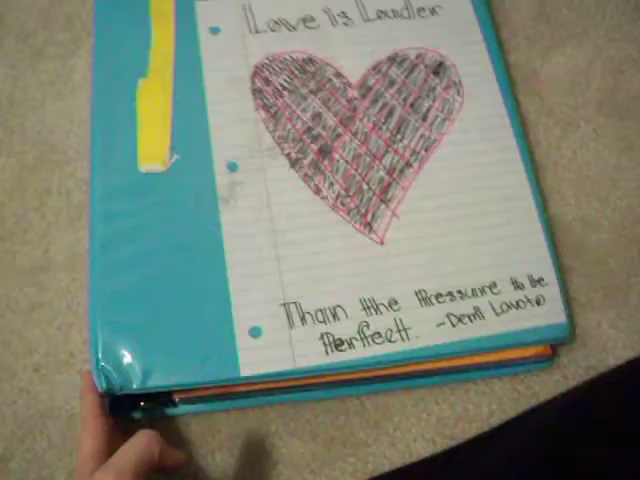 Love is Louder
Than the Pressure to be
Perfect. -Demi Lovato